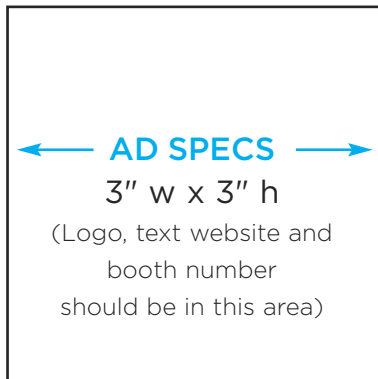 AD SPECS
3" w x 3" h
(Logo, text website and
booth number
should be in this area)